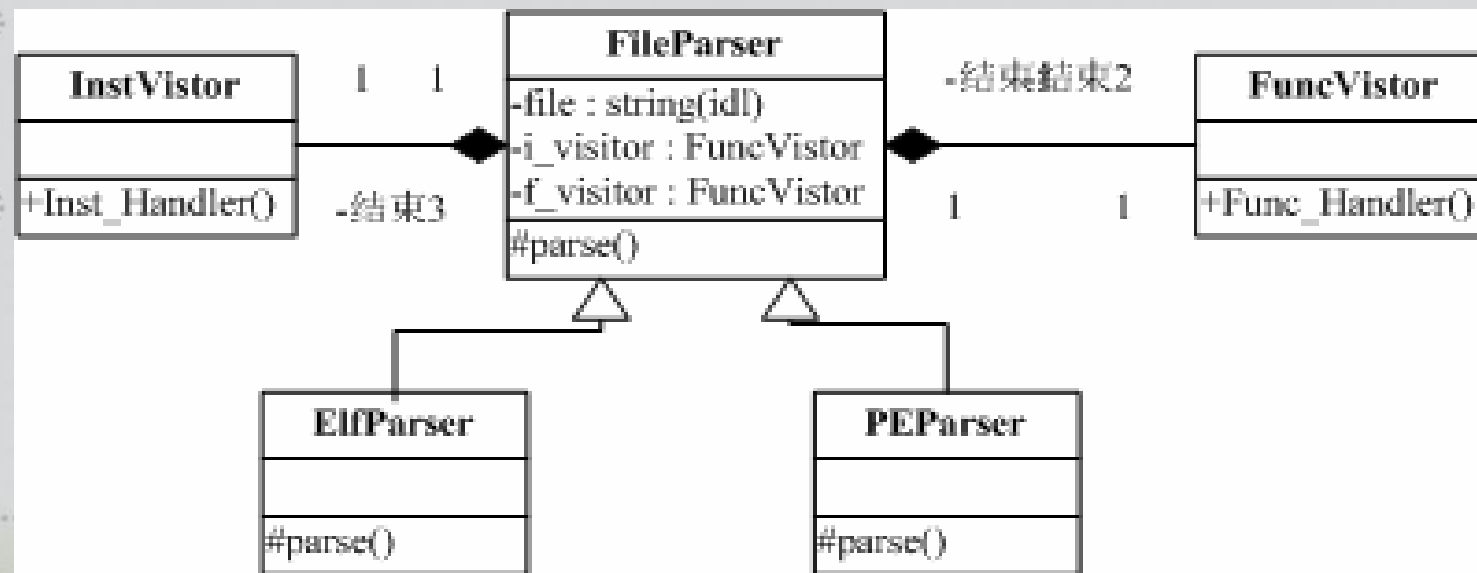 InstVistor
+Inst_Handler()
1 1
-结束3
FileParser
-file : string(idl)
-i_visitor : FuncVistor
-f_visitor : FuncVistor
#parse()
-结束結束2
1 1
FuncVistor
+Func_Handler()
ElfParser
#parse()
PEParser
#parse()